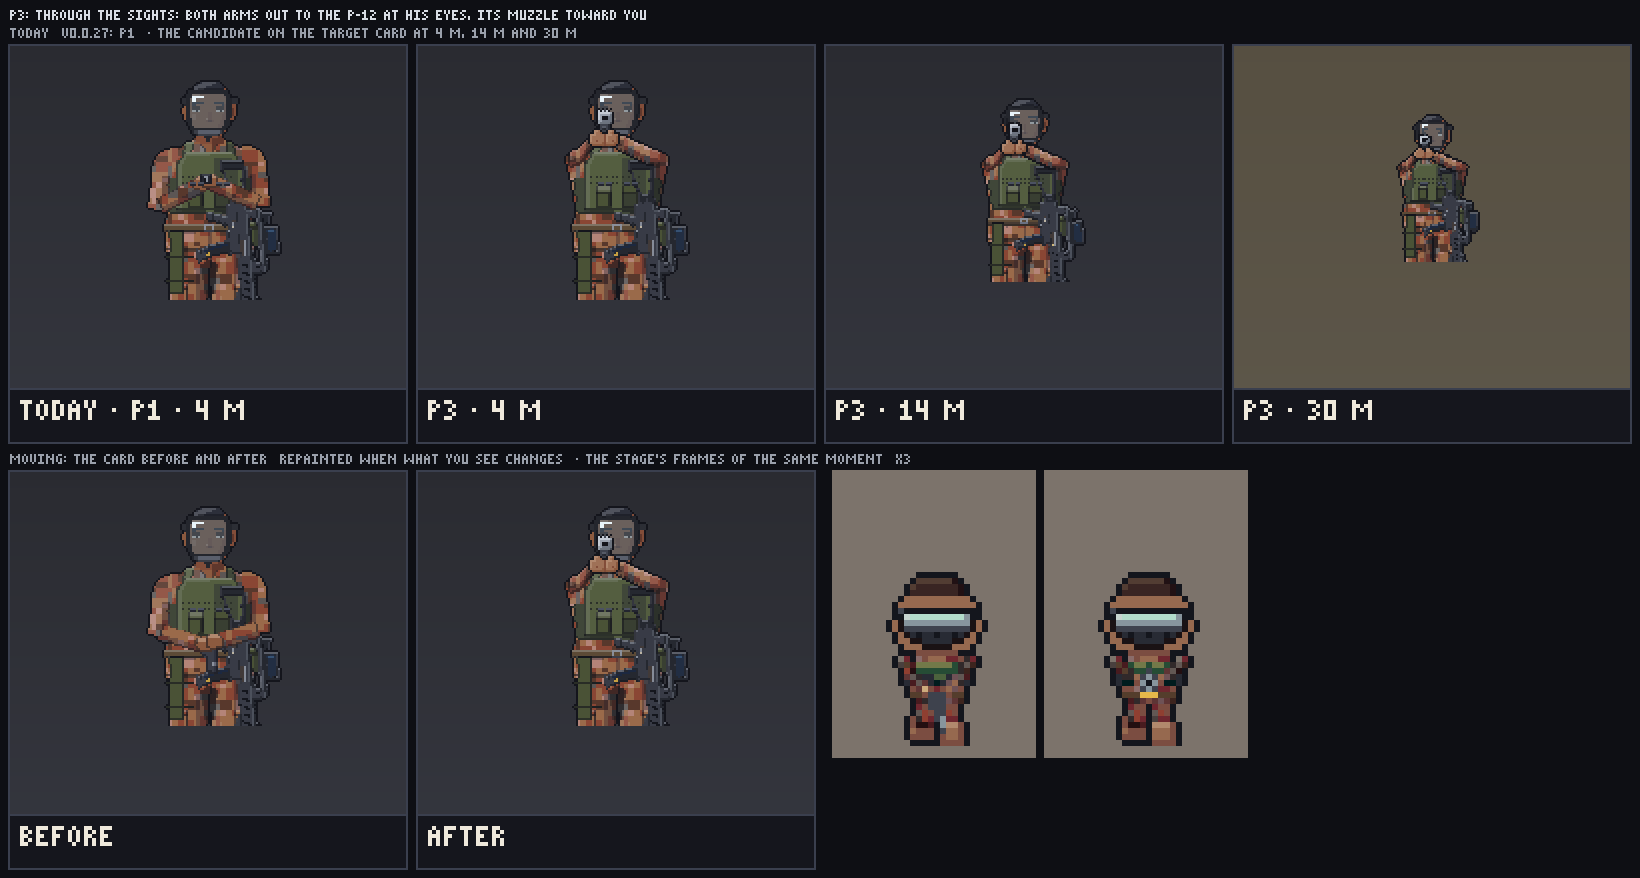 P3: THROUGH THE SIGHTS: BOTH ARMS OUT TO THE P-12 AT HIS EYES, ITS MUZZLE TOWARD YOU
TODAY V0.0.27: P1 · THE CANDIDATE ON THE TARGET CARD AT 4 M, 14 M AND 30 M
TODAY · P1 · 4 M
P3 · 4 M
P3 · 14 M
P3 · 30 M
MOVING: THE CARD BEFORE AND AFTER REPAINTED WHEN WHAT YOU SEE CHANGES · THE STAGE'S FRAMES OF THE SAME MOMENT X3
BEFORE
AFTER